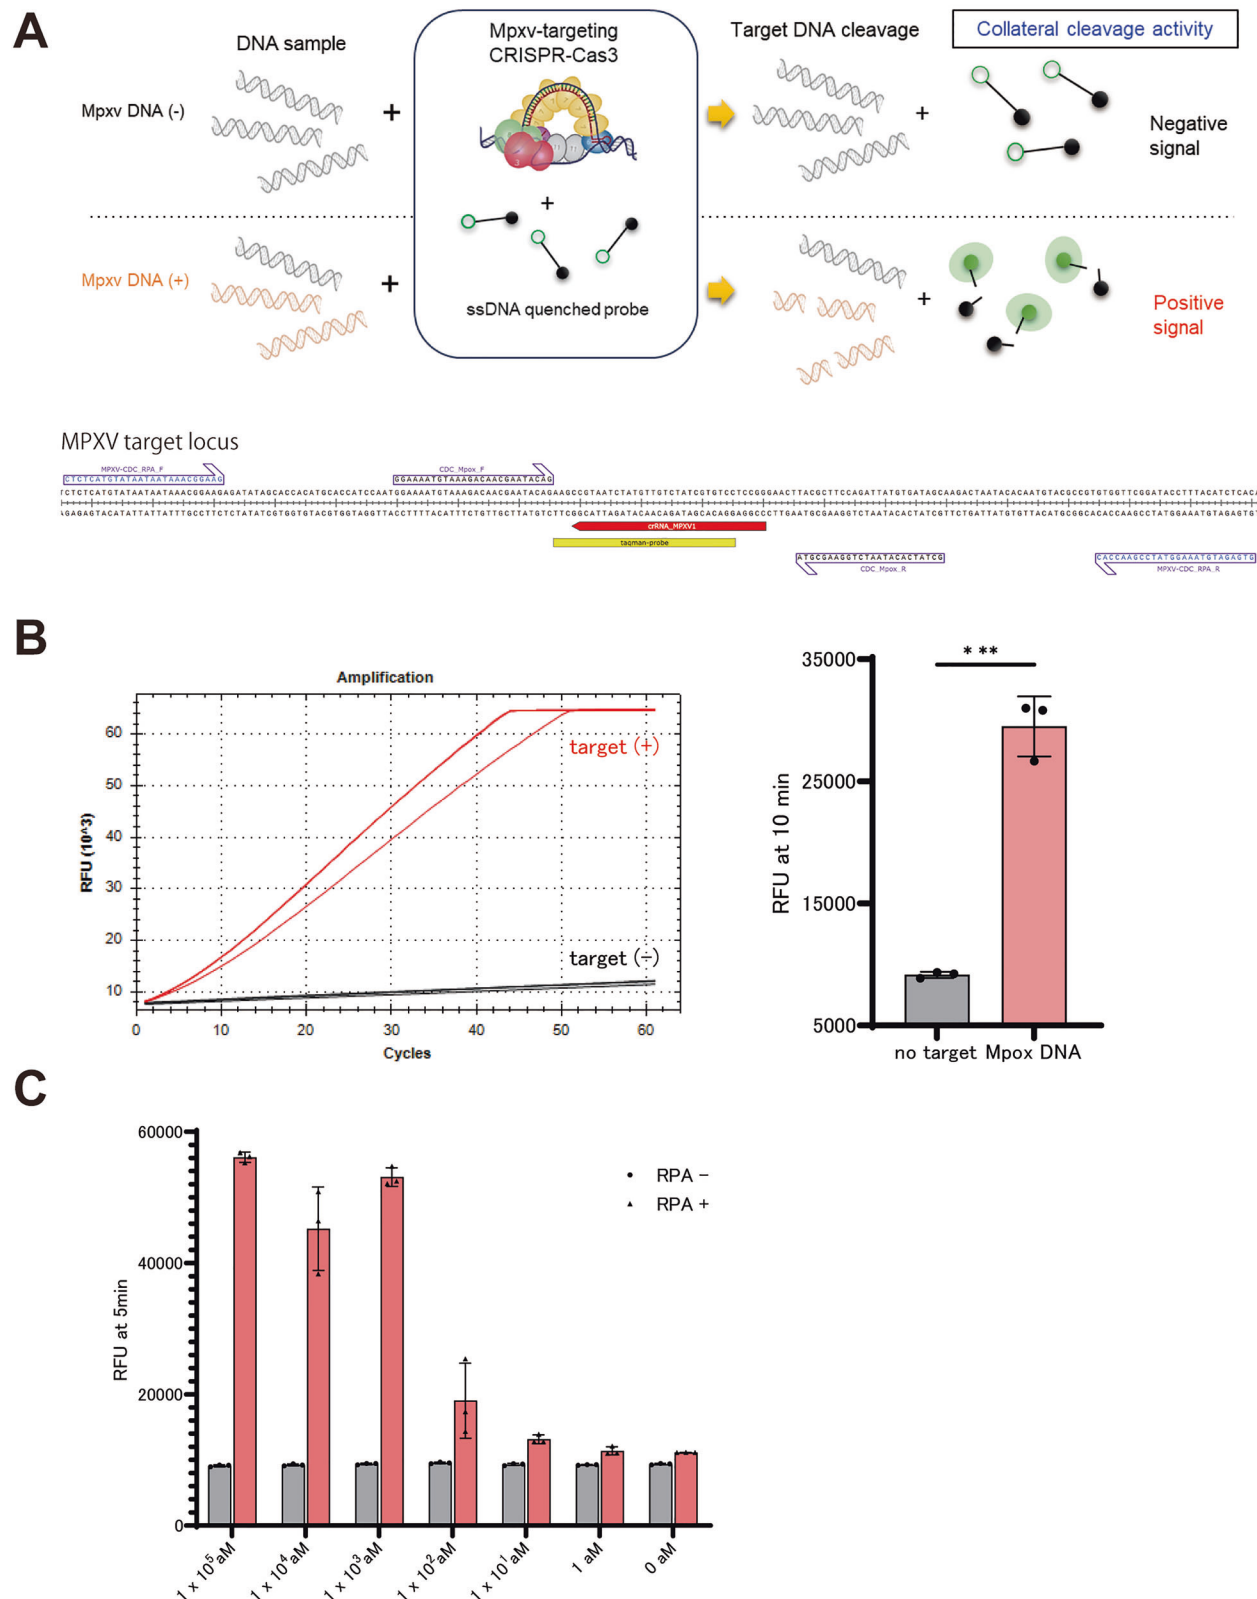 A
DNA sample
Mpxv-targeting
CRISPR-Cas3
Target DNA cleavage
Collateral cleavage activity
Mpxv DNA (-)
+
+
Negative
signal
+
Mpxv DNA (+)
+
ssDNA quenched probe
+
Positive
signal
MPXV target locus
MPXV-CDC_RPA_F
CTCTCATGTATAATAATAAACGGAAG
CDC_Mpox_F
GGAAAATGTAAAGACAACGAATACAG
crRNA_MPXV1
taqman-probe
ATGCGAAGGTCTAATACACTATCG
CDC_Mpox_R
CACCAAGCCTATGGAAATGTAGAGTG
MPXV-CDC_RPA_R
B
Amplification
RFU (10^3)
60
50
40
30
20
10
target (+)
target (−)
0
10
20
30
40
50
60
Cycles
RFU at 10 min
35000
25000
15000
5000
***
no target
Mpox DNA
C
RFU at 5min
60000
40000
20000
0
RPA −
RPA +
1 x 10⁵ aM
1 x 10⁴ aM
1 x 10³ aM
1 x 10² aM
1 x 10¹ aM
1 aM
0 aM